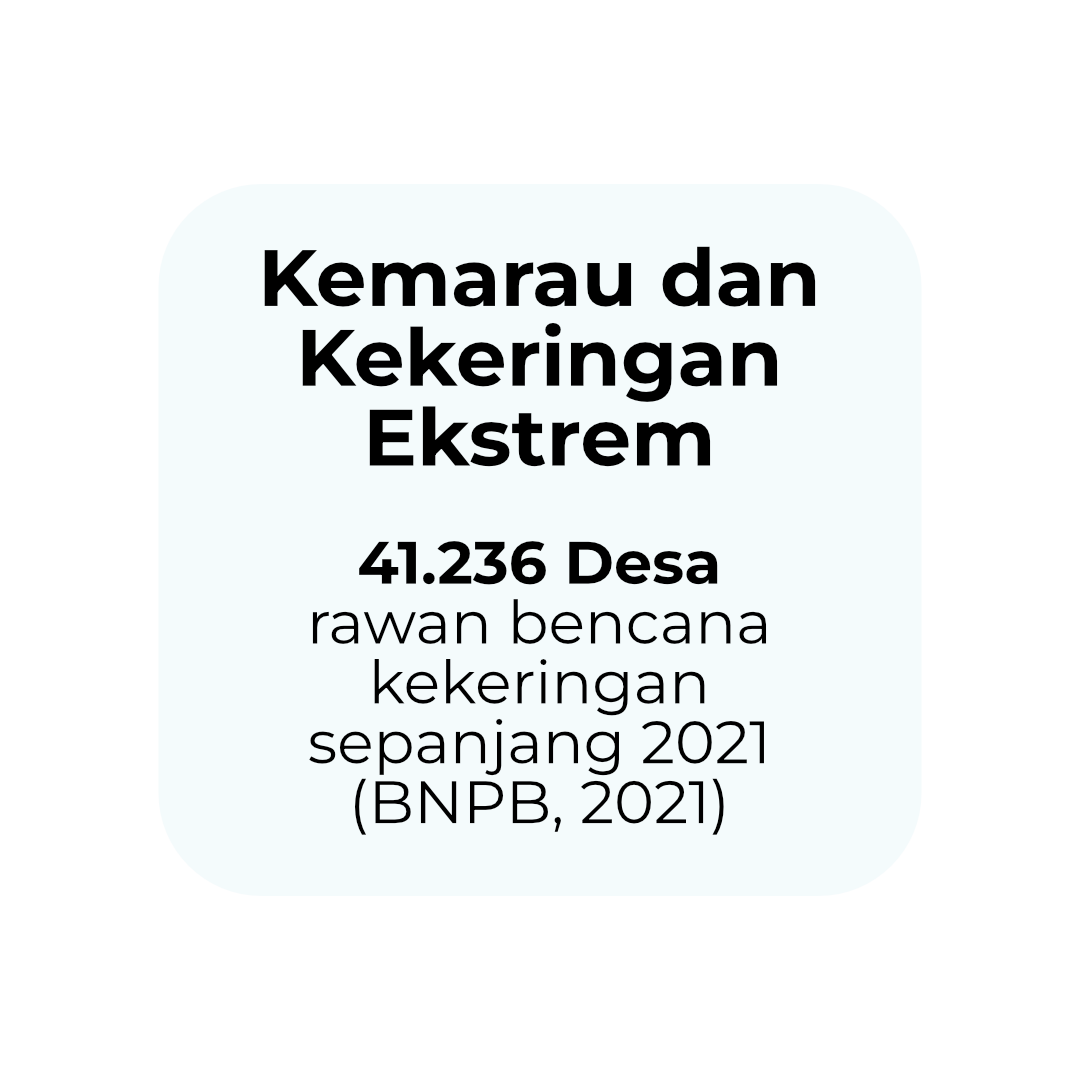 Kemarau dan
Kekeringan
Ekstrem
41.236 Desa
rawan bencana
kekeringan
sepanjang 2021
(BNPB, 2021)